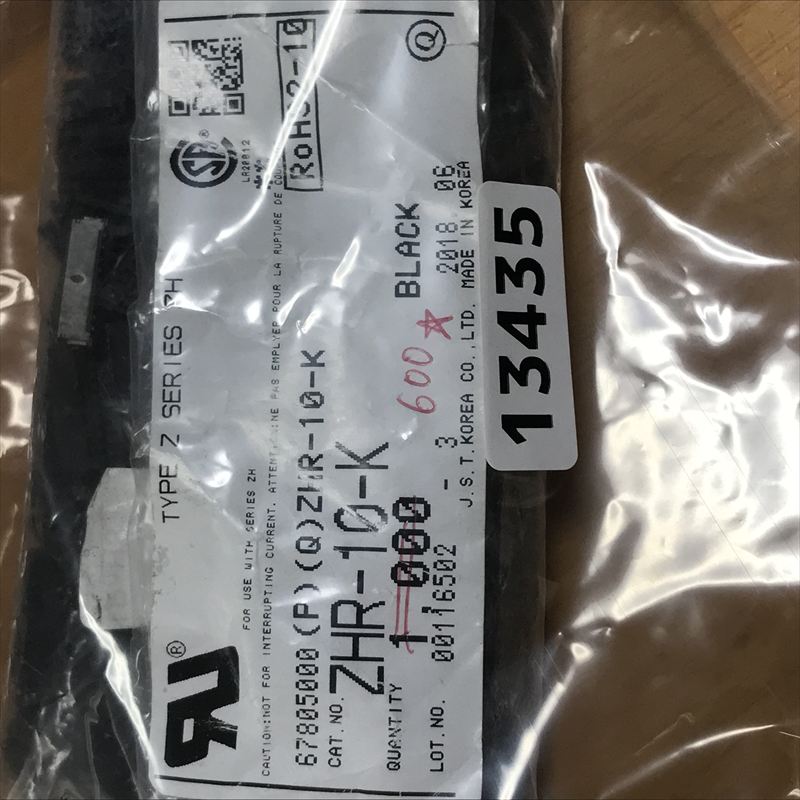 TYPE Z SERIES ZH
LR20812
RoHS2-10
Q
FOR USE WITH SERIES ZH
CAUTION:NOT FOR INTERRUPTING CURRENT. NE PAS EMPLYER POUR LA RUPTURE DE
67805000(P)(Q)ZHR-10-K
CAT.NO. ZHR-10-K
QUANTITY 1,000 600 BLACK
LOT.NO. 00116502 - 3 2018.06
J.S.T.KOREA CO.,LTD. MADE IN KOREA
13435